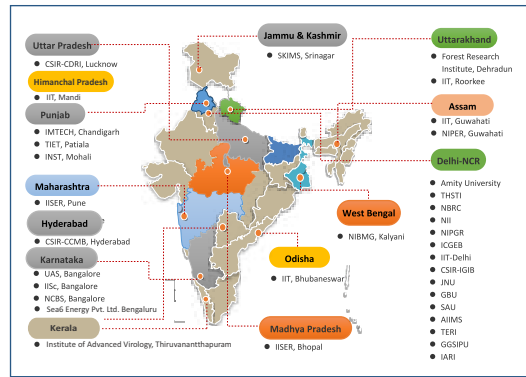 Uttar Pradesh
● CSIR-CDRI, Lucknow
Himanchal Pradesh
● IIT, Mandi
Punjab
● IMTECH, Chandigarh
● TIET, Patiala
● INST, Mohali
Maharashtra
● IISER, Pune
Hyderabad
● CSIR-CCMB, Hyderabad
Karnataka
● UAS, Bangalore
● IISc, Bangalore
● NCBS, Bangalore
● Sea6 Energy Pvt. Ltd. Bengaluru
Kerala
● Institute of Advanced Virology, Thiruvananthapuram
Jammu & Kashmir
● SKIMS, Srinagar
West Bengal
● NIBMG, Kalyani
Odisha
● IIT, Bhubaneswar
Madhya Pradesh
● IISER, Bhopal
Uttarakhand
● Forest Research
Institute, Dehradun
● IIT, Roorkee
Assam
● IIT, Guwahati
● NIPER, Guwahati
Delhi-NCR
● Amity University
● THSTI
● NBRC
● NII
● NIPGR
● ICGEB
● IIT-Delhi
● CSIR-IGIB
● JNU
● GBU
● SAU
● AIIMS
● TERI
● GGSIPU
● IARI